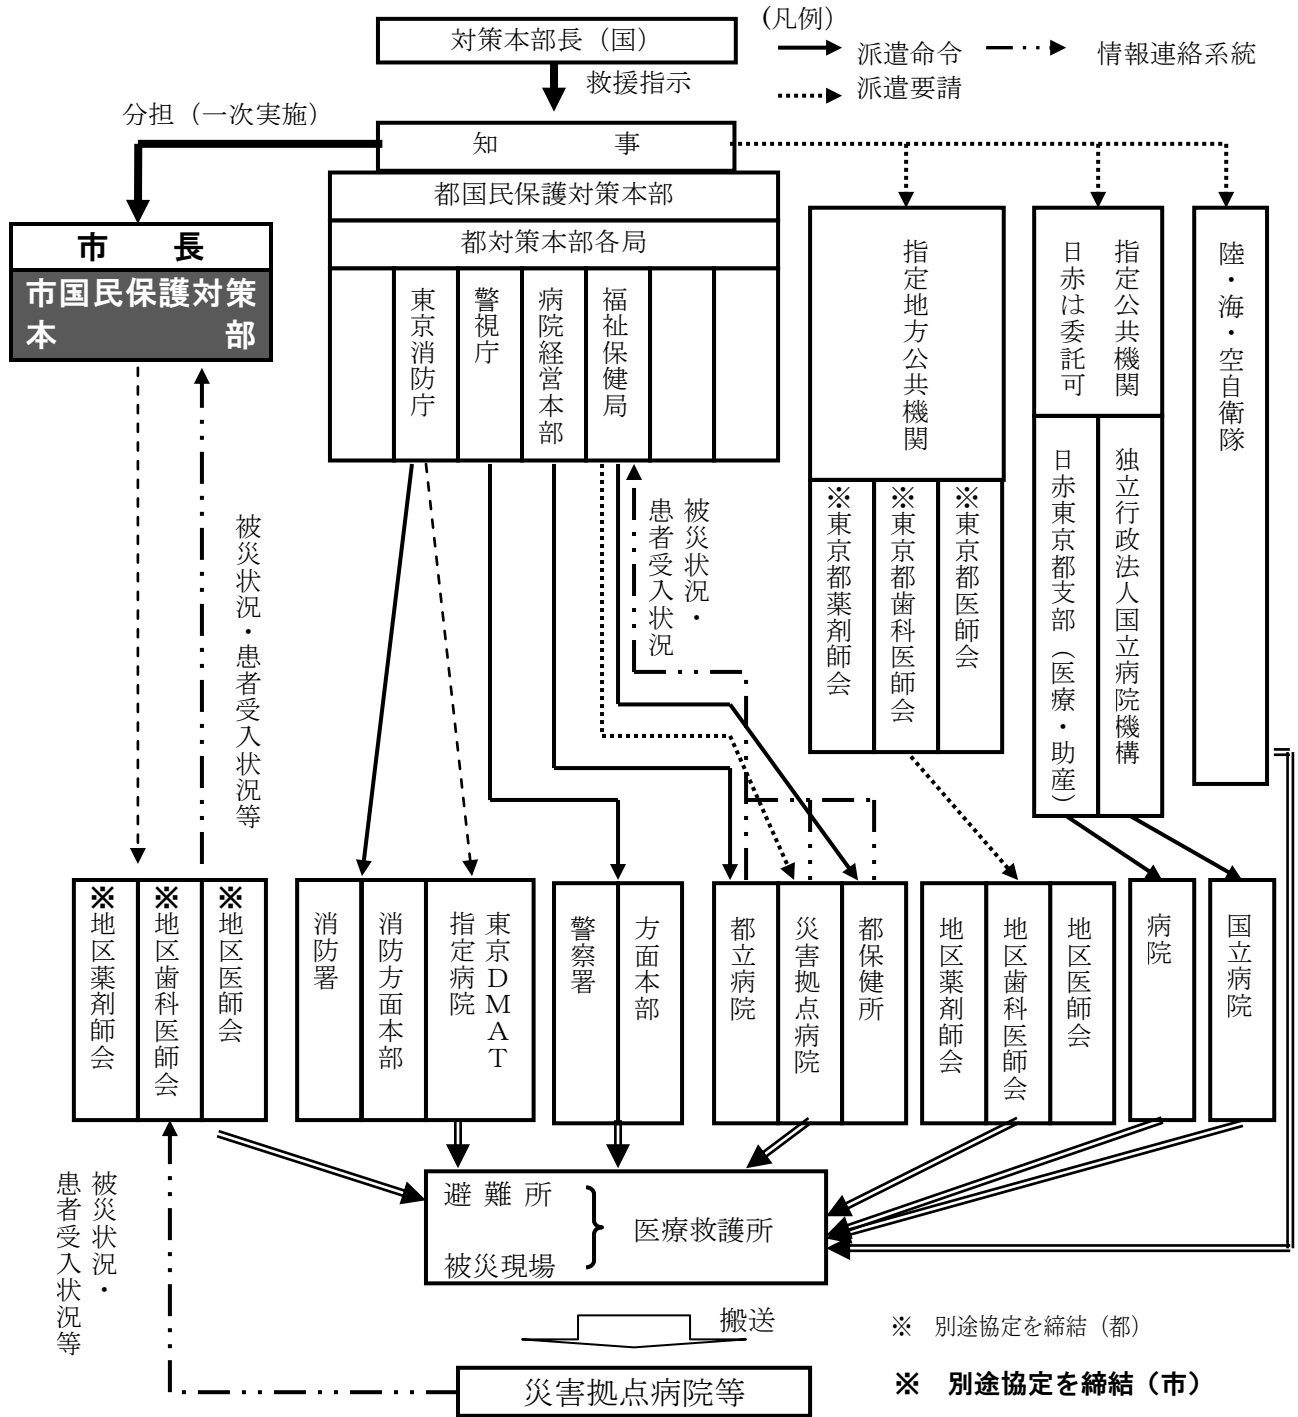 (凡例)
対策本部長（国）
派遣命令
情報連絡系統
派遣要請
救援指示
分担（一次実施）
知　　　事
都国民保護対策本部
都対策本部各局
市　　長
市国民保護対策
本　　　　　　部
東京消防庁
警視庁
病院経営本部
福祉保健局
指定地方公共機関
指定公共機関
日赤は委託可
陸・海・空自衛隊
※東京都薬剤師会
※東京都歯科医師会
※東京都医師会
日赤東京都支部（医療・助産）
独立行政法人国立病院機構
被災状況・患者受入状況等
被災状況・
患者受入状況
※地区薬剤師会
※地区歯科医師会
※地区医師会
消防署
消防方面本部
東京ＤＭＡＴ
指定病院
警察署
方面本部
都立病院
災害拠点病院
都保健所
地区薬剤師会
地区歯科医師会
地区医師会
病院
国立病院
被災状況・
患者受入状況等
避 難 所
医療救護所
被災現場
搬送
※　別途協定を締結（都）
災害拠点病院等
※　別途協定を締結（市）